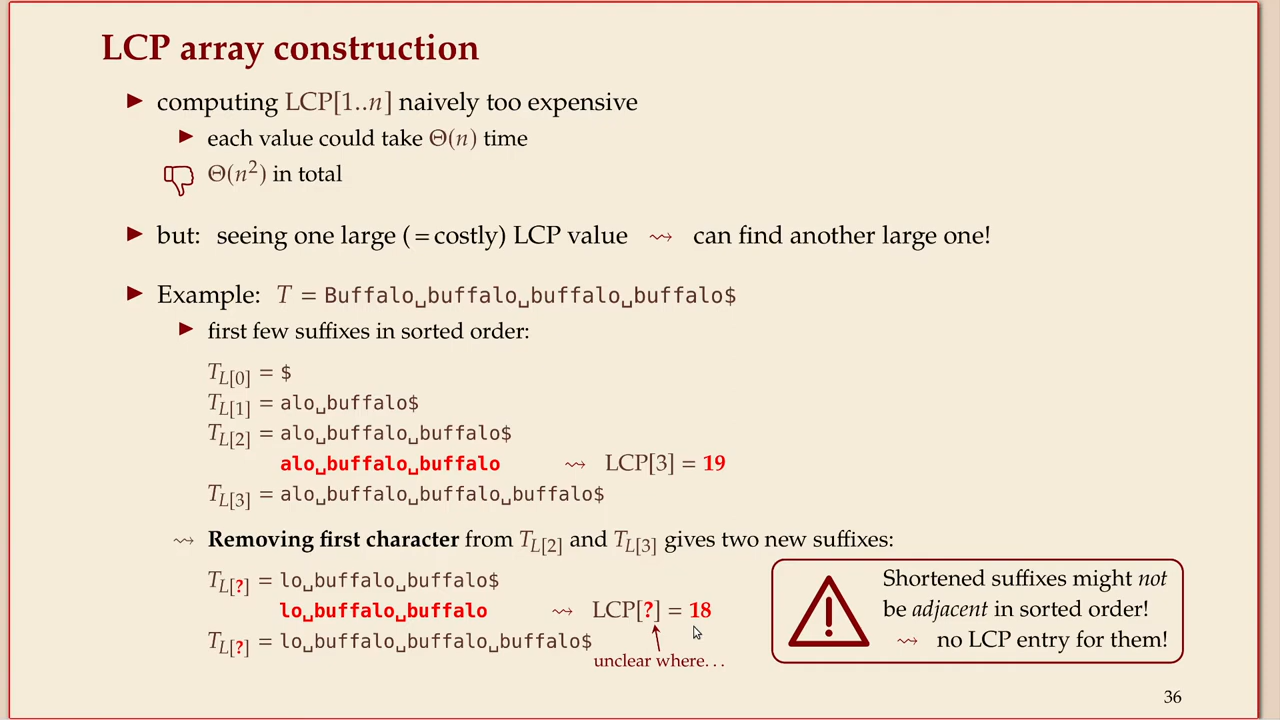 LCP array construction
▶ computing LCP[1..n] naively too expensive
▶ each value could take Θ(n) time
Θ(n²) in total
▶ but: seeing one large (=costly) LCP value ⇝ can find another large one!
▶ Example: T = Buffalo␣buffalo␣buffalo␣buffalo$
▶ first few suffixes in sorted order:
T_L[0] = $
T_L[1] = alo␣buffalo$
T_L[2] = alo␣buffalo␣buffalo$
alo␣buffalo␣buffalo ⇝ LCP[3] = 19
T_L[3] = alo␣buffalo␣buffalo␣buffalo$
⇝ Removing first character from T_L[2] and T_L[3] gives two new suffixes:
T_L[?] = lo␣buffalo␣buffalo$
lo␣buffalo␣buffalo ⇝ LCP[?] = 18
T_L[?] = lo␣buffalo␣buffalo␣buffalo$
unclear where...
Shortened suffixes might not
be adjacent in sorted order!
⇝ no LCP entry for them!
36